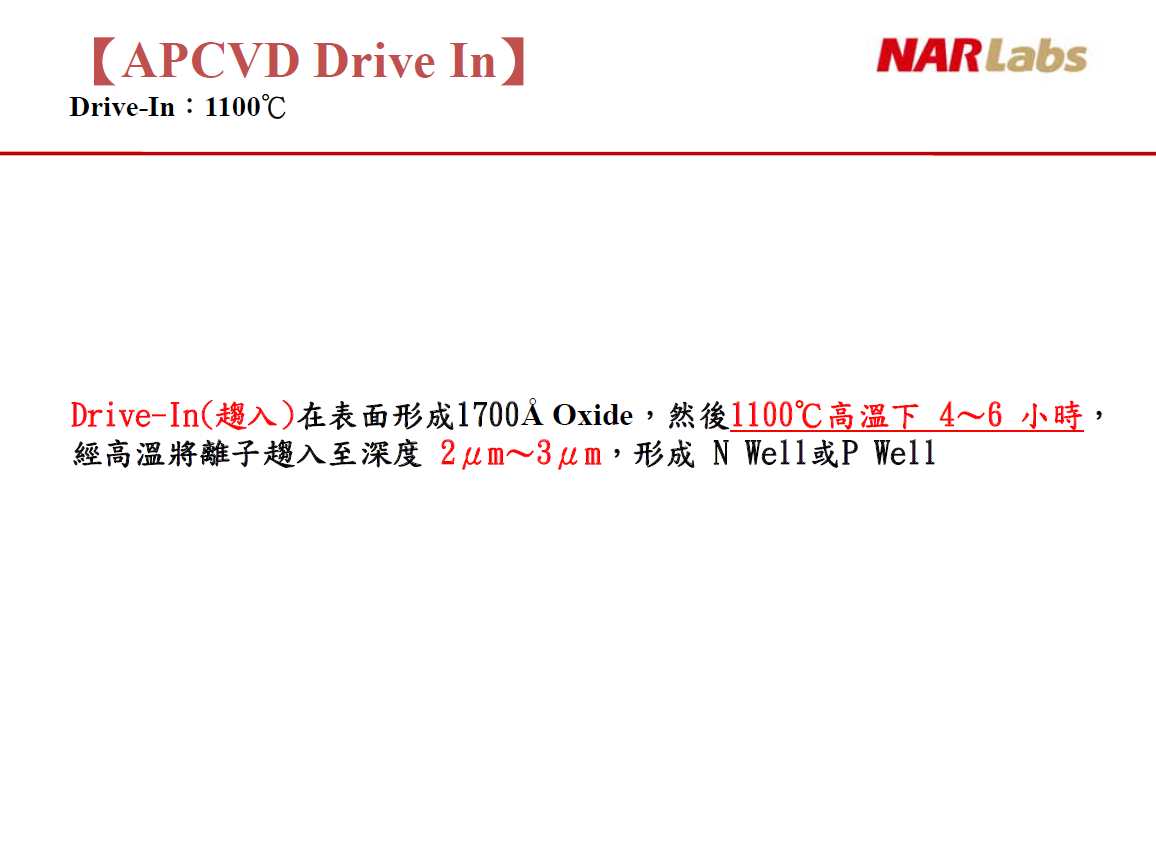 【APCVD Drive In】
NARLabs
Drive-In：1100℃
Drive-In(趨入)在表面形成1700Å Oxide，然後1100℃高溫下 4～6 小時，
經高溫將離子趨入至深度 2μm～3μm，形成 N Well或P Well